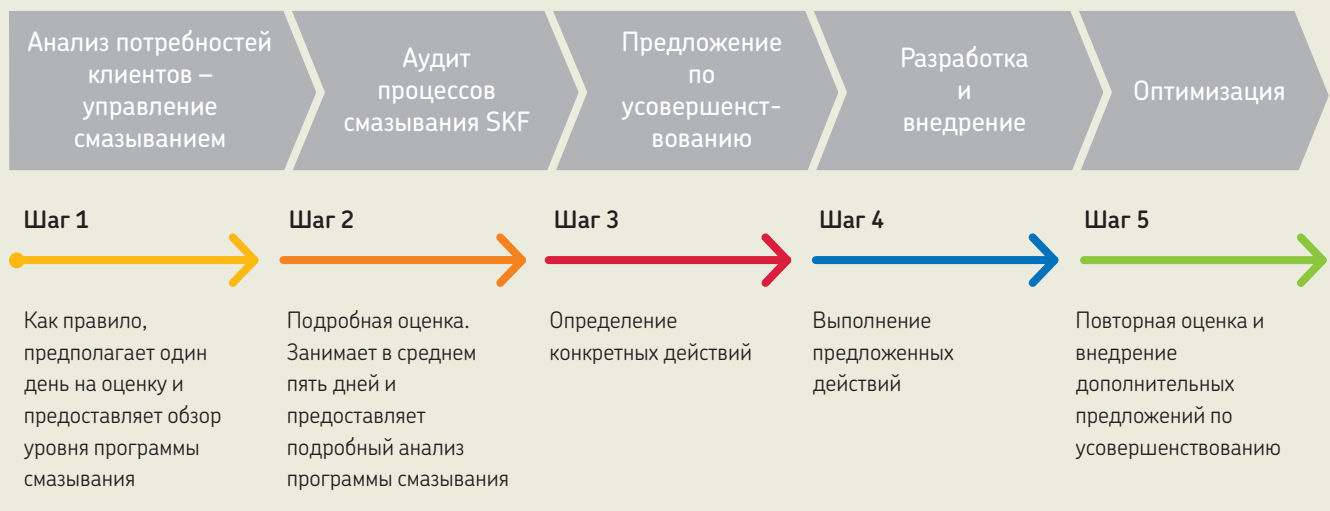 Анализ потребностей
клиентов –
управление
смазыванием
Аудит
процессов
смазывания SKF
Предложение
по
усовершенст-
вованию
Разработка
и
внедрение
Оптимизация
Шаг 1
Как правило,
предполагает один
день на оценку и
предоставляет обзор
уровня программы
смазывания
Шаг 2
Подробная оценка.
Занимает в среднем
пять дней и
предоставляет
подробный анализ
программы смазывания
Шаг 3
Определение
конкретных действий
Шаг 4
Выполнение
предложенных
действий
Шаг 5
Повторная оценка и
внедрение
дополнительных
предложений по
усовершенствованию